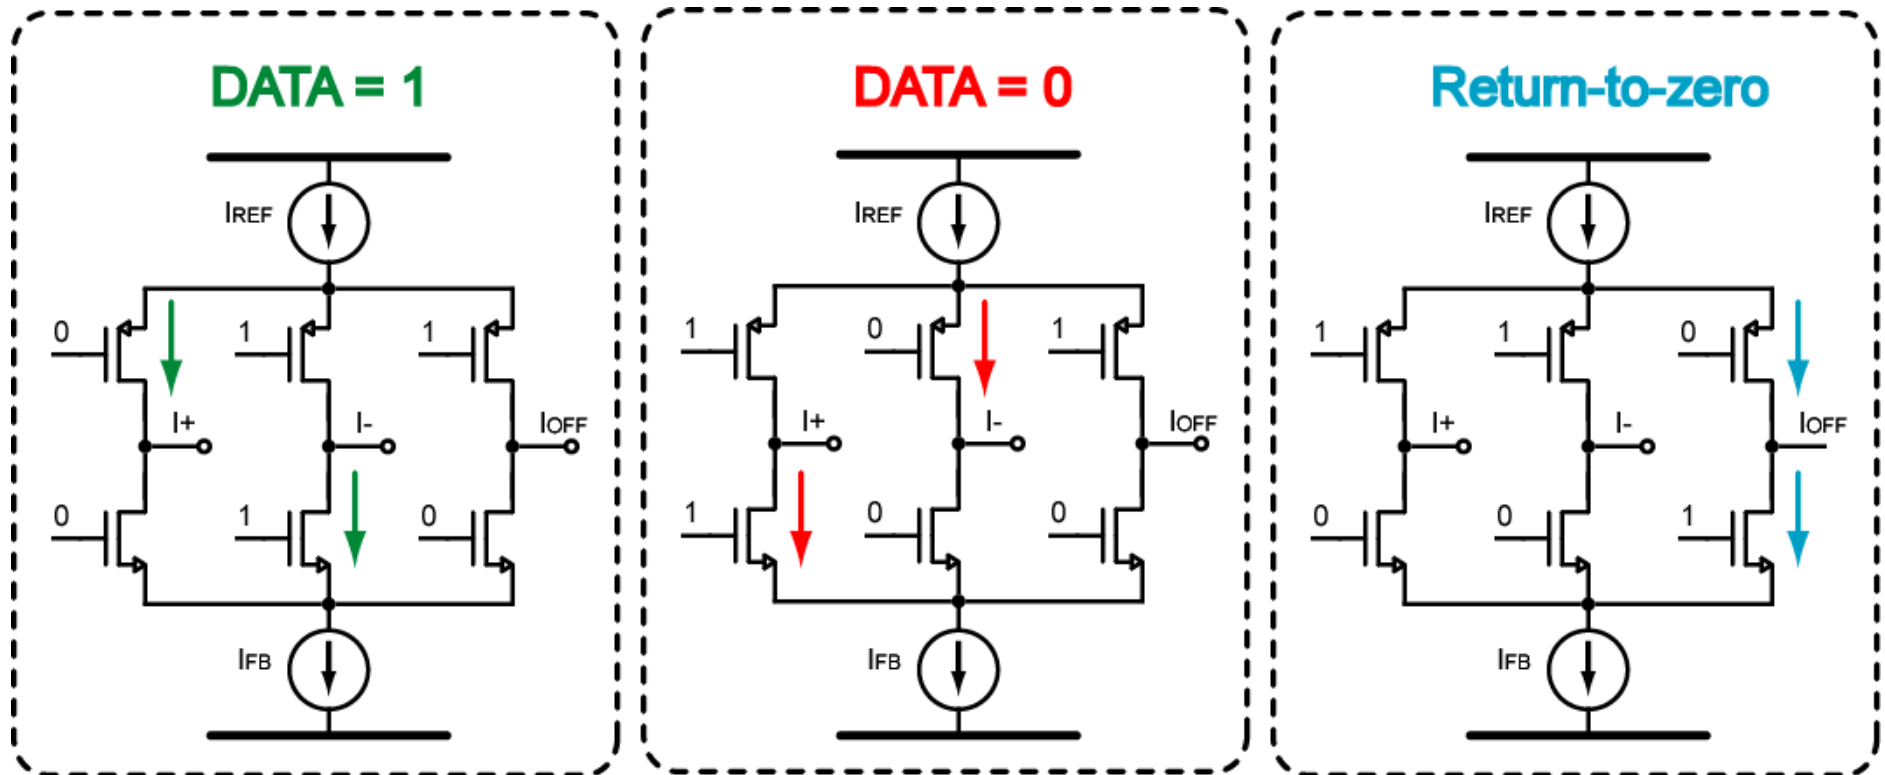 DATA = 1
IREF
0 1 1
I+ I- IOFF
0 1 0
IFB
DATA = 0
IREF
1 0 1
I+ I- IOFF
1 0 0
IFB
Return-to-zero
IREF
1 1 0
I+ I- IOFF
0 0 1
IFB